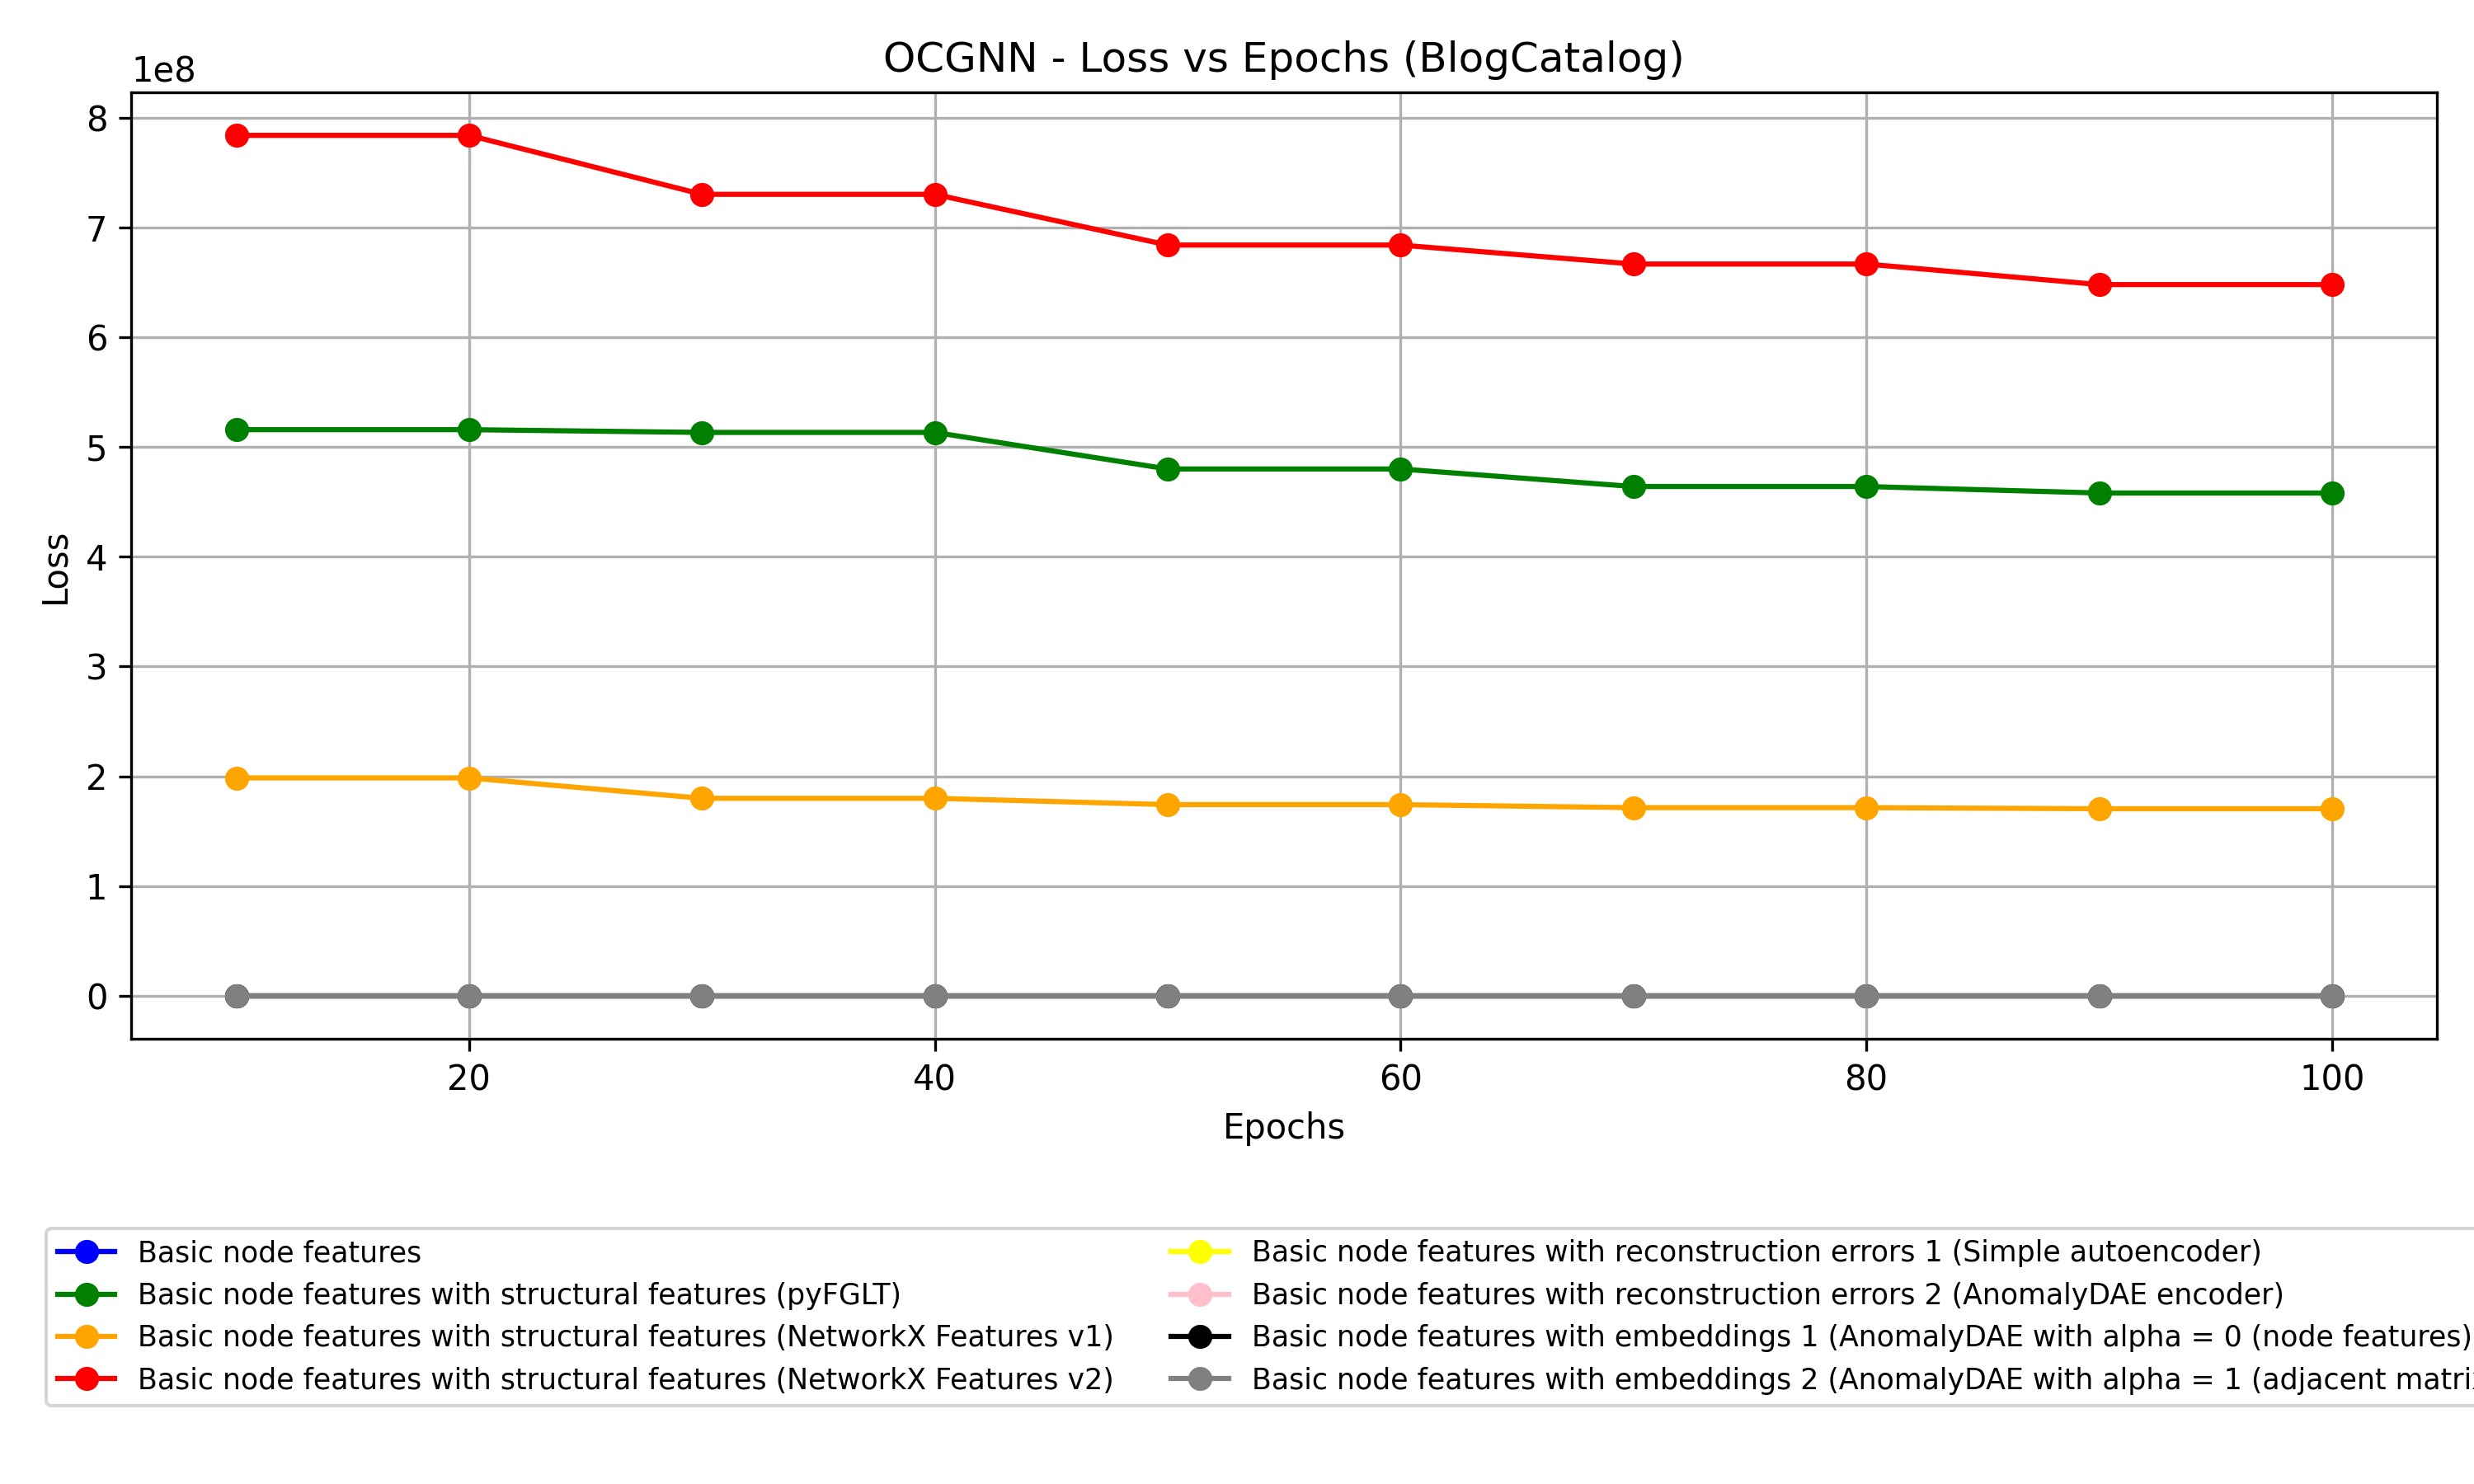 OCGNN - Loss vs Epochs (BlogCatalog)
1e8
8
7
6
5
4
3
2
1
0
Loss
20 40 60 80 100
Epochs
Basic node features
Basic node features with structural features (pyFGLT)
Basic node features with structural features (NetworkX Features v1)
Basic node features with structural features (NetworkX Features v2)
Basic node features with reconstruction errors 1 (Simple autoencoder)
Basic node features with reconstruction errors 2 (AnomalyDAE encoder)
Basic node features with embeddings 1 (AnomalyDAE with alpha = 0 (node features)
Basic node features with embeddings 2 (AnomalyDAE with alpha = 1 (adjacent